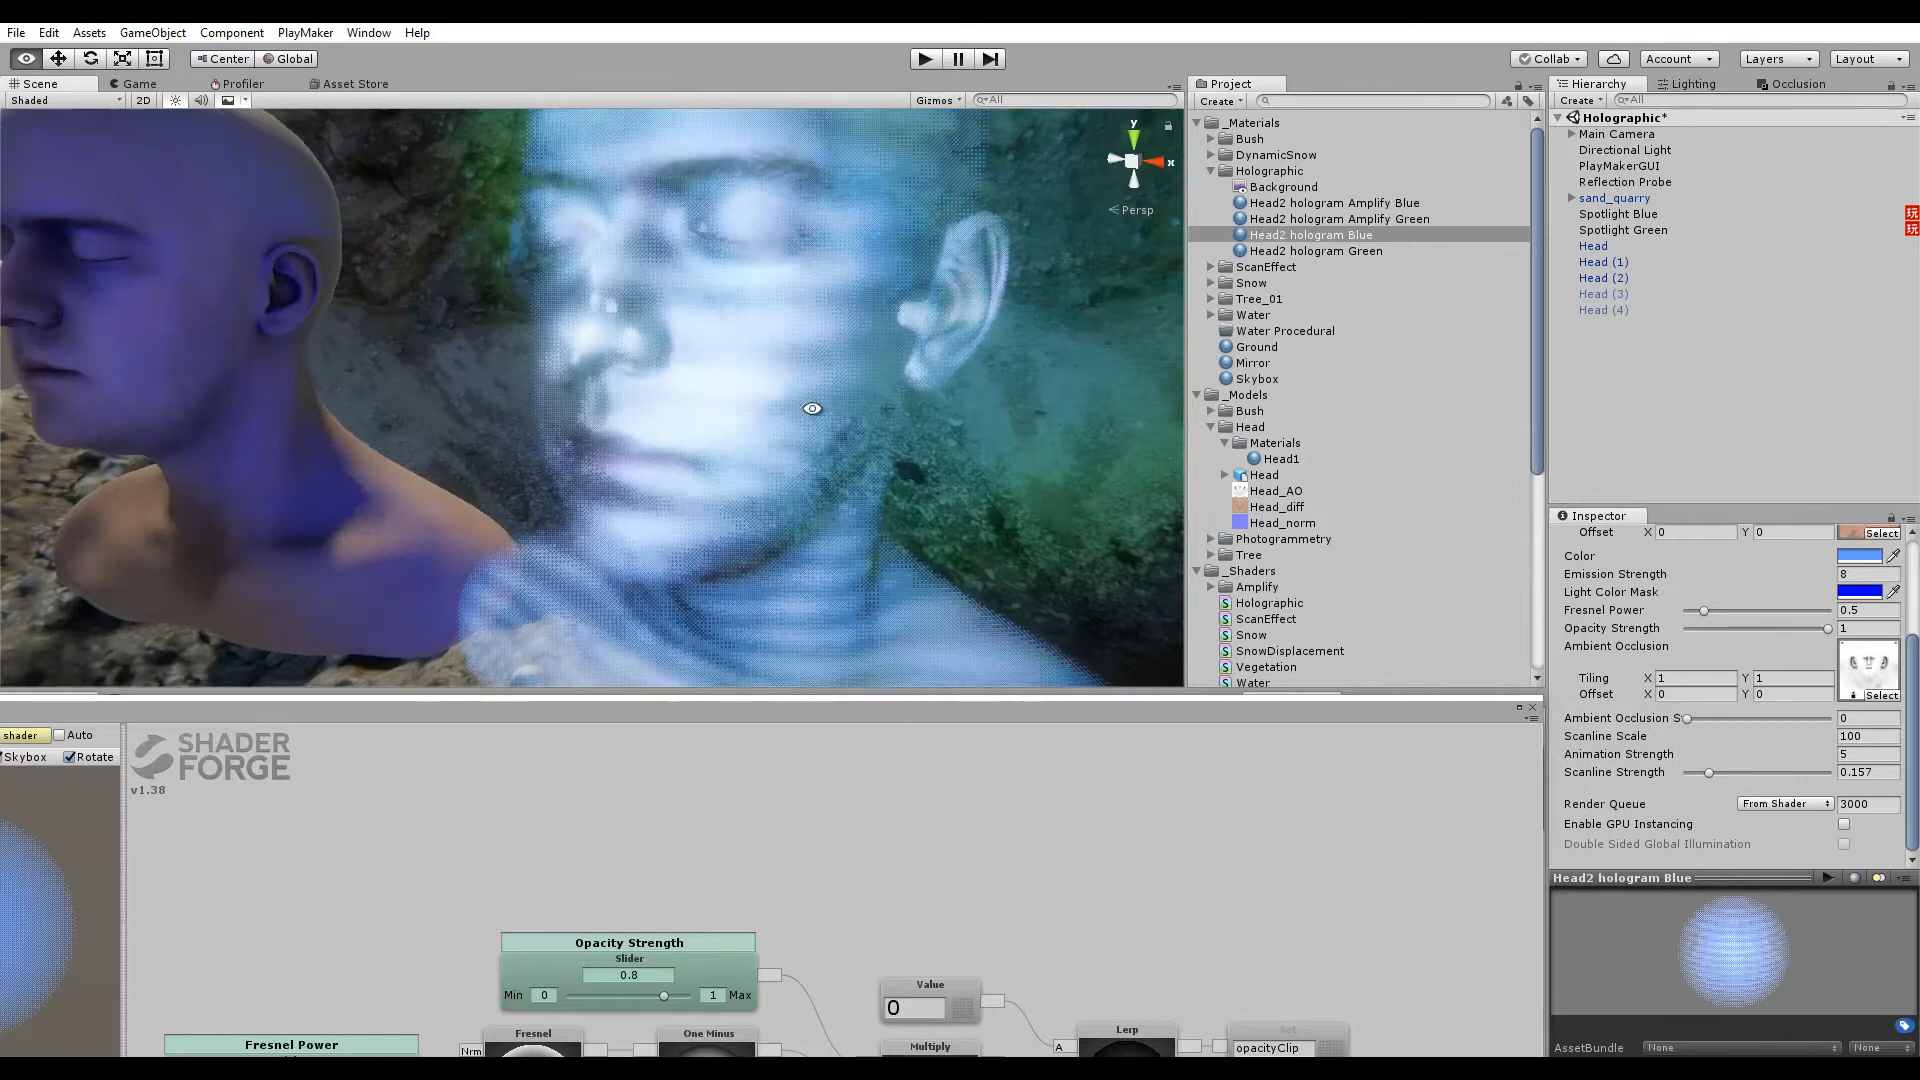 File Edit Assets GameObject Component PlayMaker Window Help
Center Global Collab Account Layers Layout
Scene Game Profiler Asset Store
Shaded 2D Gizmos All
y
x
Persp
Project
Create
_Materials
Bush
DynamicSnow
Holographic
Background
Head2 hologram Amplify Blue
Head2 hologram Amplify Green
Head2 hologram Blue
Head2 hologram Green
ScanEffect
Snow
Tree_01
Water
Water Procedural
Ground
Mirror
Skybox
_Models
Bush
Head
Materials
Head1
Head
Head_AO
Head_diff
Head_norm
Photogrammetry
Tree
_Shaders
Amplify
Holographic
ScanEffect
Snow
SnowDisplacement
Vegetation
Water
Hierarchy Lighting Occlusion
Create All
Holographic*
Main Camera
Directional Light
PlayMakerGUI
Reflection Probe
sand_quarry
Spotlight Blue 玩
Spotlight Green 玩
Head
Head (1)
Head (2)
Head (3)
Head (4)
Inspector
Offset X 0 Y 0 Select
Color
Emission Strength 8
Light Color Mask
Fresnel Power 0.5
Opacity Strength 1
Ambient Occlusion
Tiling X 1 Y 1
Offset X 0 Y 0 Select
Ambient Occlusion S 0
Scanline Scale 100
Animation Strength 5
Scanline Strength 0.157
Render Queue From Shader 3000
Enable GPU Instancing
Double Sided Global Illumination
Head2 hologram Blue
AssetBundle None None
shader Auto
Skybox Rotate
SHADER
FORGE
v1.38
Opacity Strength
Slider
0.8
Min 0 1 Max
Fresnel Power
Fresnel
Nrm
One Minus
Value
0
Multiply
Lerp
A
Set
opacityClip